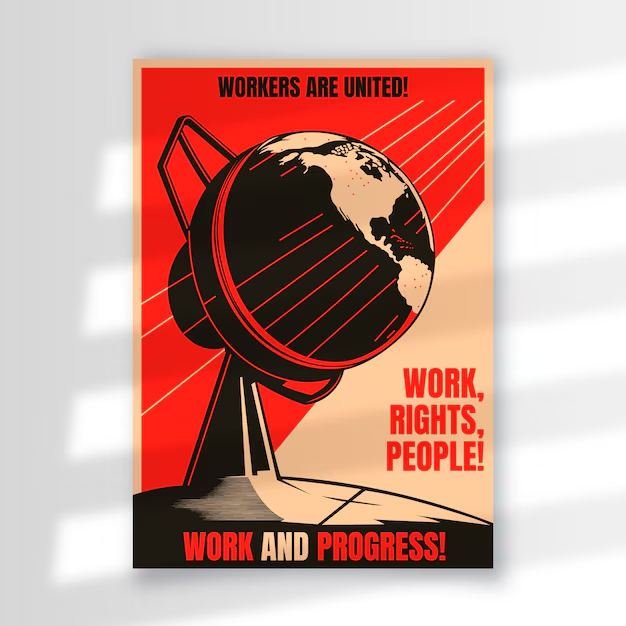 WORKERS ARE UNITED!
WORK,
RIGHTS,
PEOPLE!
WORK AND PROGRESS!